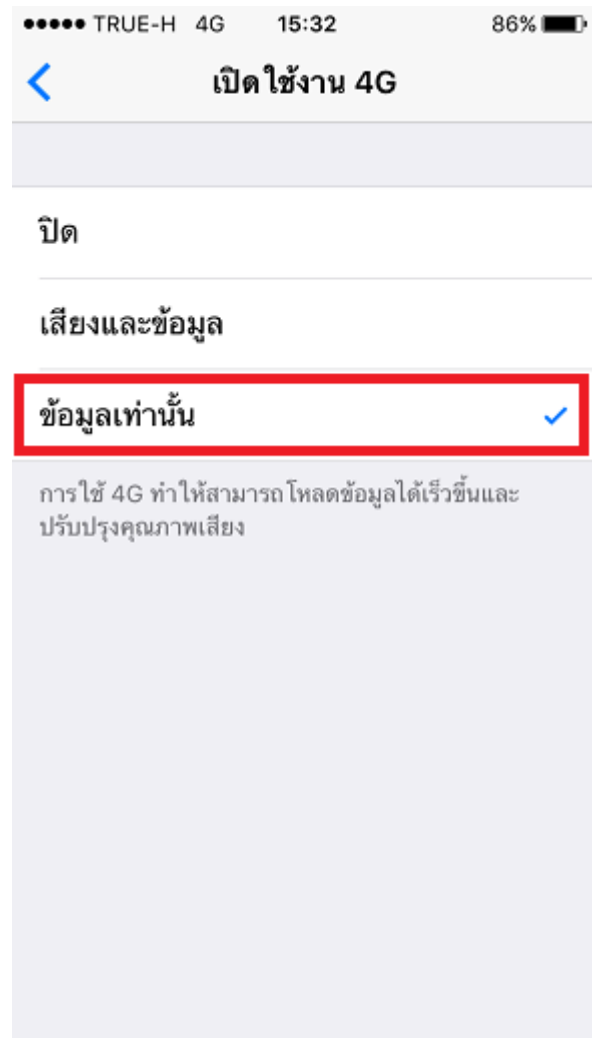 ●●●●● TRUE-H 4G 15:32 86%
เปิดใช้งาน 4G
ปิด
เสียงและข้อมูล
ข้อมูลเท่านั้น
การใช้ 4G ทำให้สามารถโหลดข้อมูลได้เร็วขึ้นและ
ปรับปรุงคุณภาพเสียง